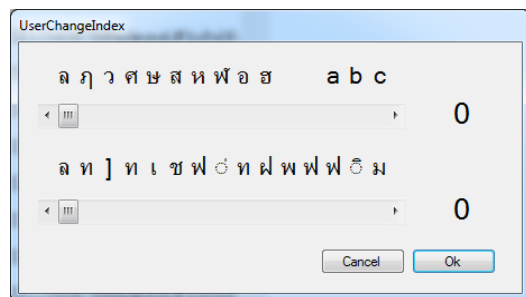 UserChangeIndex
ล ฦ ว ศ ษ ส ห ฬ อ ฮ a b c
0
ล ท ] ท เ ช ฟ ่ ท ฝ พ ฟ ฟ ิ ม
0
Cancel Ok